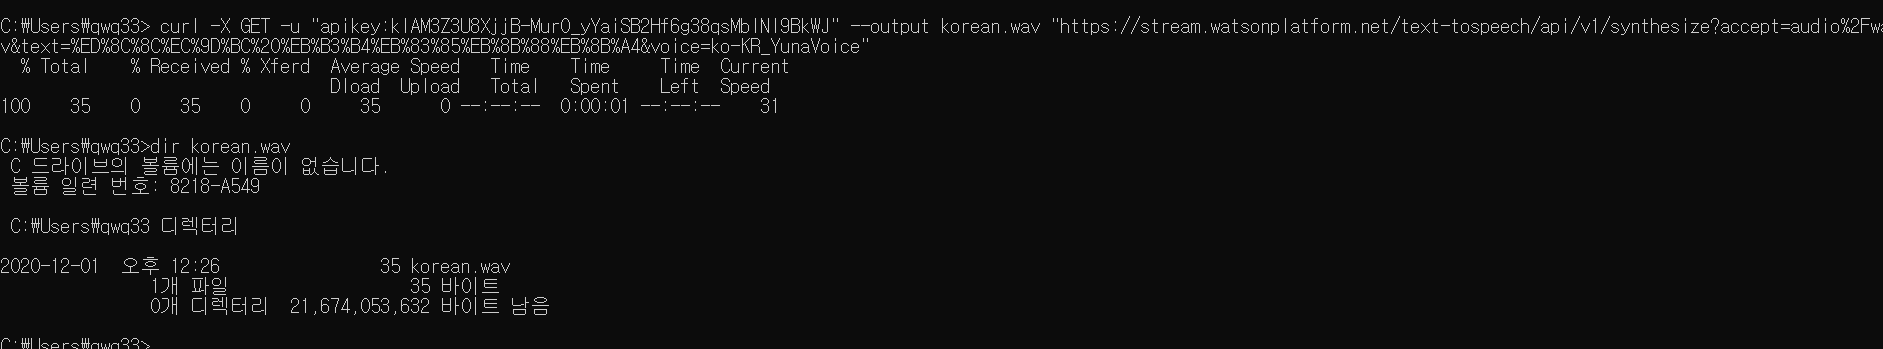 C:\Users\qwq33> curl -X GET -u "apikey:klAM3Z3U8XjjB-MurO_yYaiSB2Hf6g38qsMblNI9BkWJ" --output korean.wav "https://stream.watsonplatform.net/text-tospeech/api/v1/synthesize?accept=audio%2Fwa
v&text=%ED%8C%8C%EC%9D%BC%20%EB%B3%B4%EB%83%85%EB%8B%88%EB%8B%A4&voice=ko-KR_YunaVoice"
% Total % Received % Xferd Average Speed Time Time Time Current
Dload Upload Total Spent Left Speed
100 35 0 35 0 0 35 0 --:--:-- 0:00:01 --:--:-- 31
C:\Users\qwq33>dir korean.wav
C 드라이브의 볼륨에는 이름이 없습니다.
볼륨 일련 번호: 8218-A549
C:\Users\qwq33 디렉터리
2020-12-01 오후 12:26 35 korean.wav
1개 파일 35 바이트
0개 디렉터리 21,674,053,632 바이트 남음
C:\Users\qwq33>